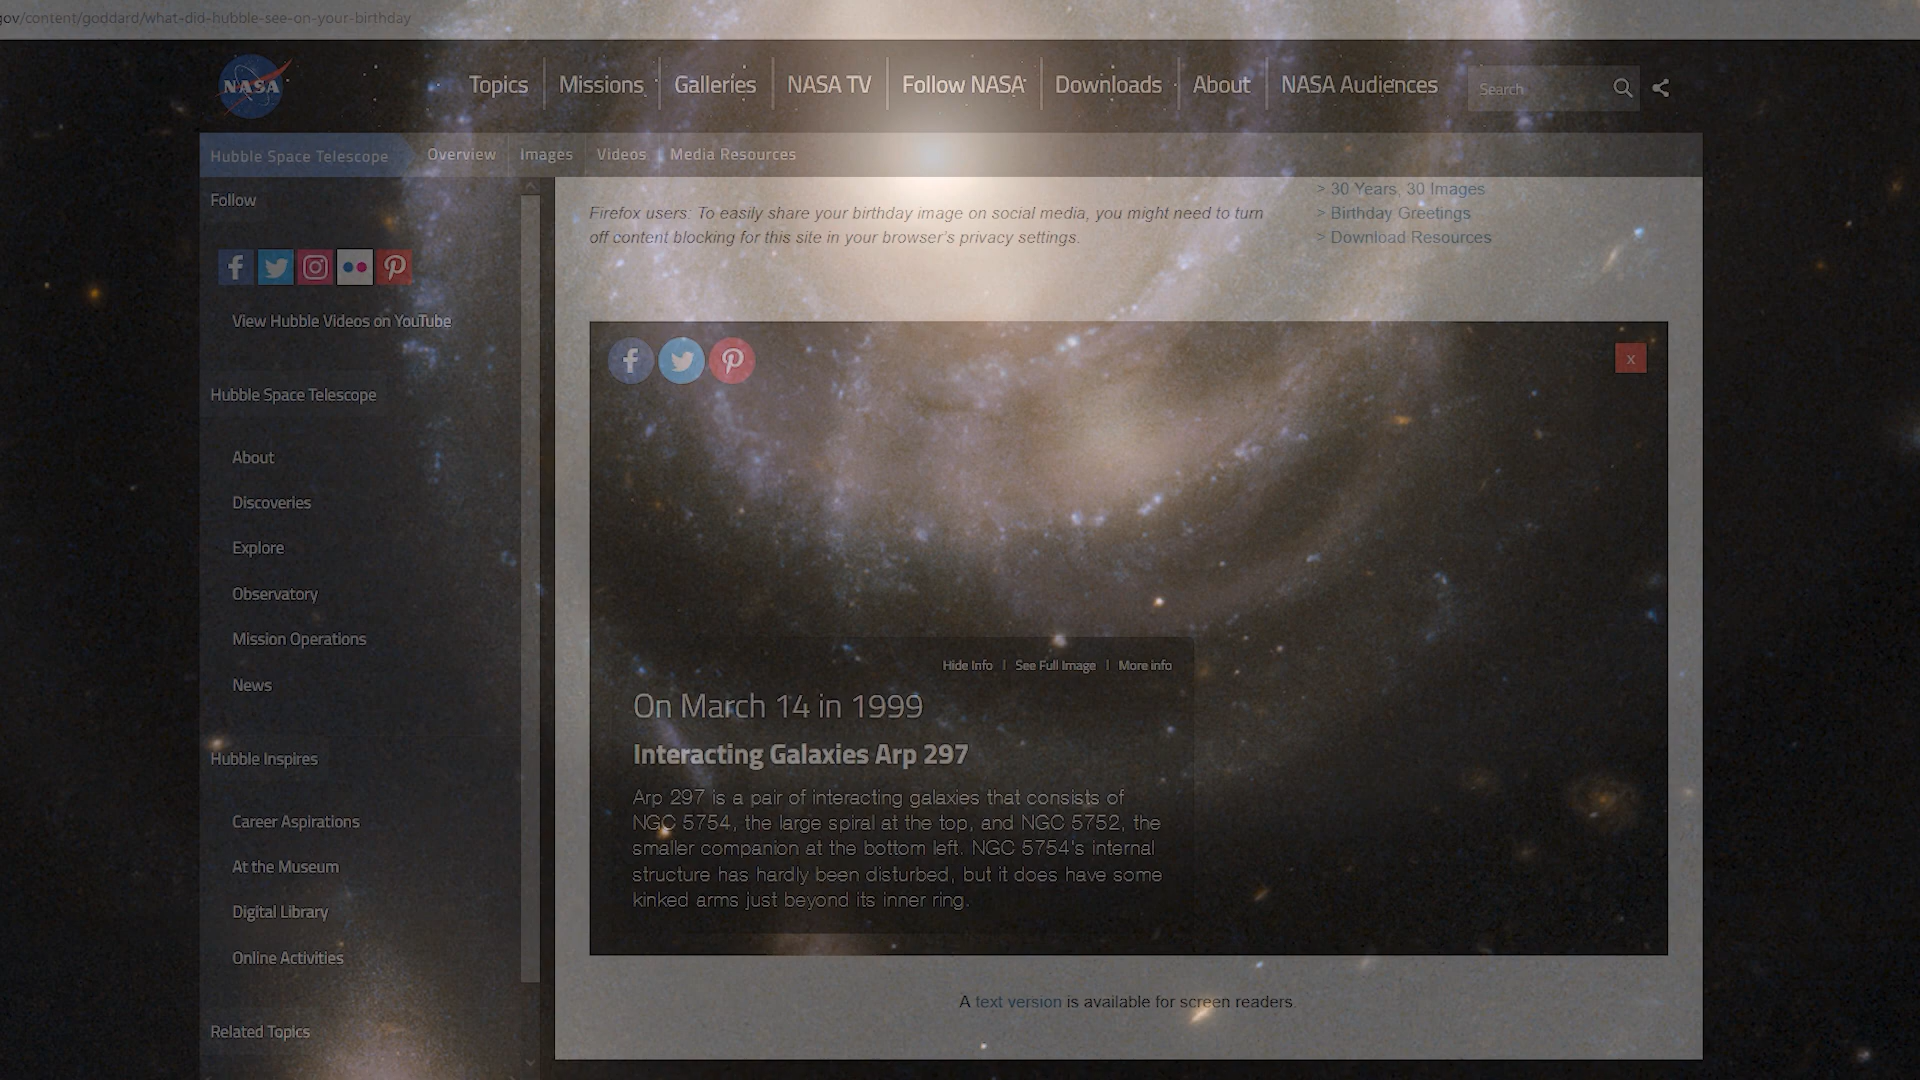 gov/content/goddard/what-did-hubble-see-on-your-birthday
NASA
Topics
Missions
Galleries
NASA TV
Follow NASA
Downloads
About
NASA Audiences
Search
Hubble Space Telescope
Overview
Images
Videos
Media Resources
Follow
View Hubble Videos on YouTube
Hubble Space Telescope
About
Discoveries
Explore
Observatory
Mission Operations
News
Hubble Inspires
Career Aspirations
At the Museum
Digital Library
Online Activities
Related Topics
Firefox users: To easily share your birthday image on social media, you might need to turn
off content blocking for this site in your browser's privacy settings.
> 30 Years, 30 Images
> Birthday Greetings
> Download Resources
x
Hide Info | See Full Image | More info
On March 14 in 1999
Interacting Galaxies Arp 297
Arp 297 is a pair of interacting galaxies that consists of
NGC 5754, the large spiral at the top, and NGC 5752, the
smaller companion at the bottom left. NGC 5754's internal
structure has hardly been disturbed, but it does have some
kinked arms just beyond its inner ring.
A text version is available for screen readers.